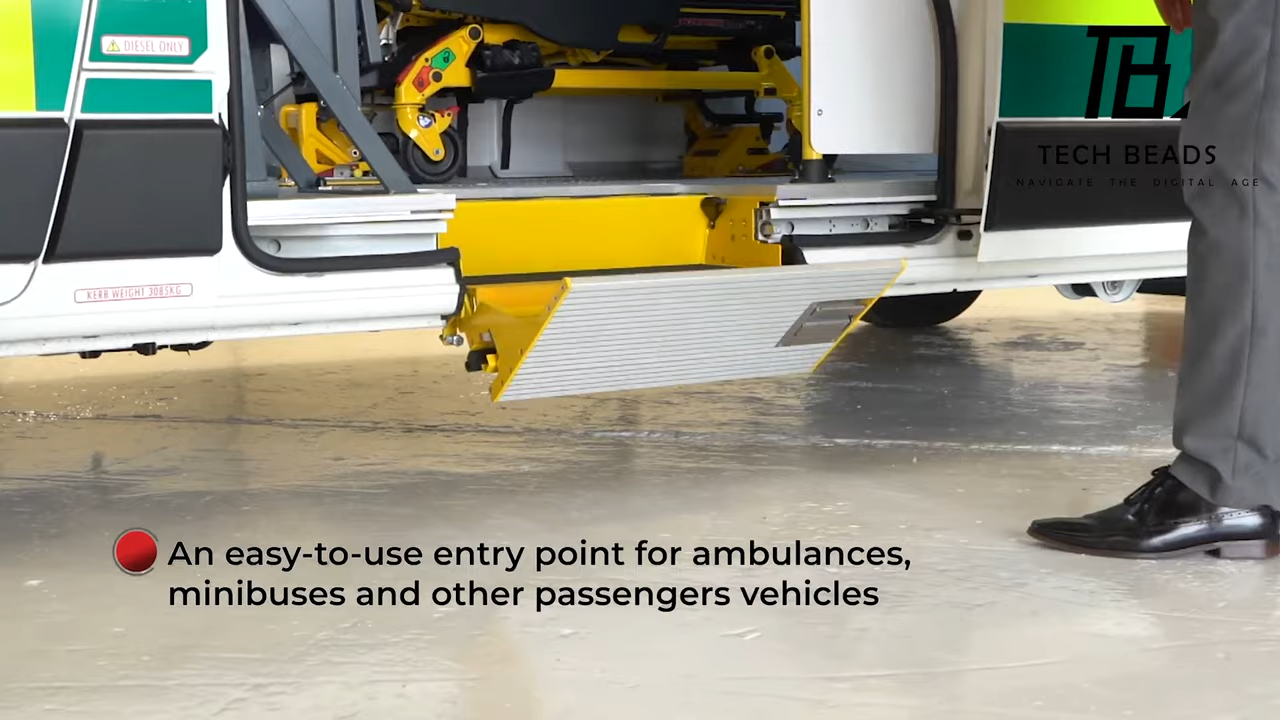 DIESEL ONLY
TB
TECH BEADS
NAVIGATE THE DIGITAL AGE
KERB WEIGHT 3085KG
An easy-to-use entry point for ambulances,
minibuses and other passengers vehicles